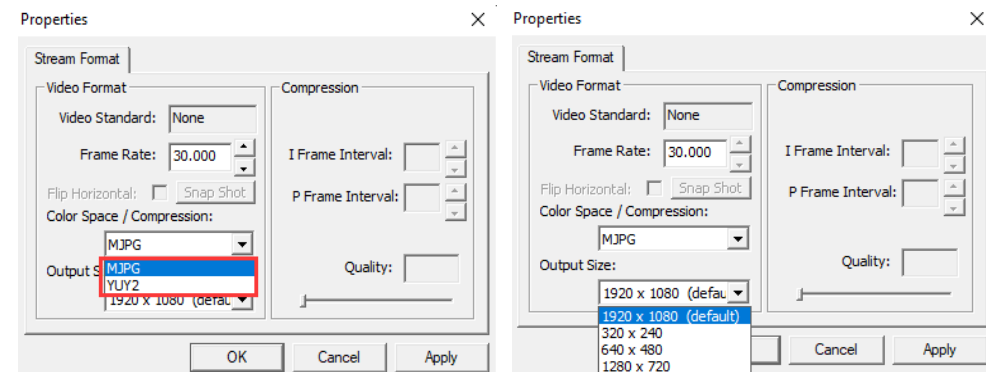 Properties
Stream Format
Video Format
Video Standard: None
Frame Rate: 30.000
Flip Horizontal: Snap Shot
Color Space / Compression:
MJPG
MJPG
YUY2
Output S
1920 x 1080 (defau
Compression
I Frame Interval:
P Frame Interval:
Quality:
OK Cancel Apply
Properties
Stream Format
Video Format
Video Standard: None
Frame Rate: 30.000
Flip Horizontal: Snap Shot
Color Space / Compression:
MJPG
Output Size:
1920 x 1080 (defau
1920 x 1080 (default)
320 x 240
640 x 480
1280 x 720
Compression
I Frame Interval:
P Frame Interval:
Quality:
Cancel Apply